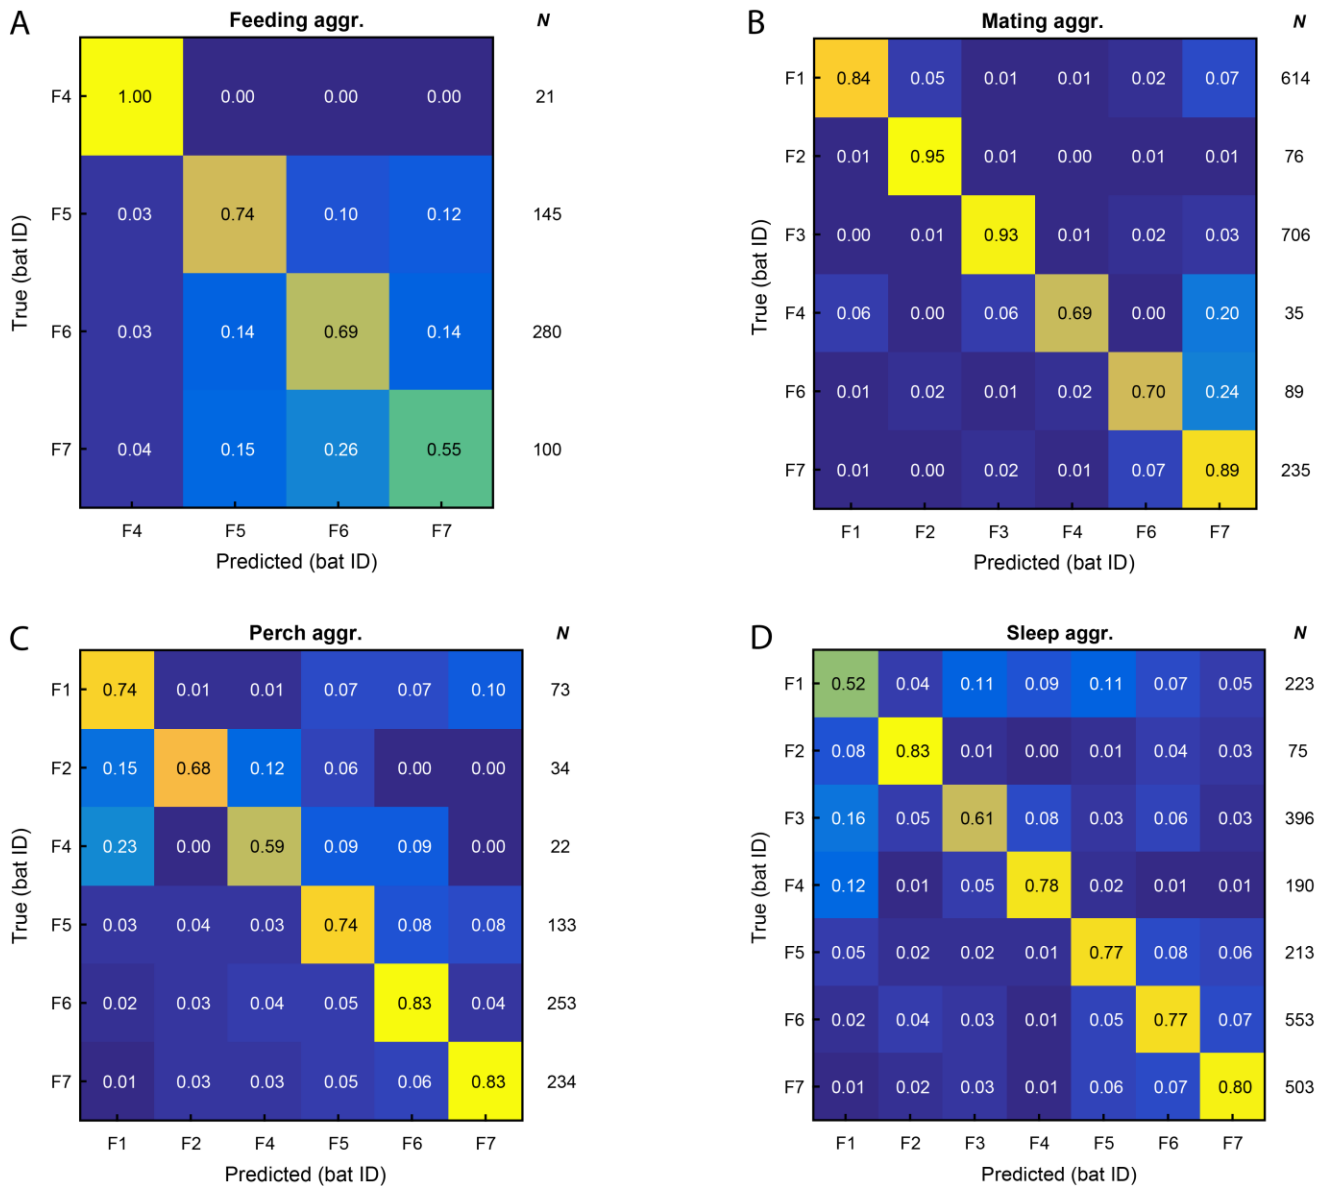 A
Feeding aggr.
N
F4 1.00 0.00 0.00 0.00 21
F5 0.03 0.74 0.10 0.12 145
F6 0.03 0.14 0.69 0.14 280
F7 0.04 0.15 0.26 0.55 100
True (bat ID)
F4 F5 F6 F7
Predicted (bat ID)
B
Mating aggr.
N
F1 0.84 0.05 0.01 0.01 0.02 0.07 614
F2 0.01 0.95 0.01 0.00 0.01 0.01 76
F3 0.00 0.01 0.93 0.01 0.02 0.03 706
F4 0.06 0.00 0.06 0.69 0.00 0.20 35
F6 0.01 0.02 0.01 0.02 0.70 0.24 89
F7 0.01 0.00 0.02 0.01 0.07 0.89 235
True (bat ID)
F1 F2 F3 F4 F6 F7
Predicted (bat ID)
C
Perch aggr.
N
F1 0.74 0.01 0.01 0.07 0.07 0.10 73
F2 0.15 0.68 0.12 0.06 0.00 0.00 34
F4 0.23 0.00 0.59 0.09 0.09 0.00 22
F5 0.03 0.04 0.03 0.74 0.08 0.08 133
F6 0.02 0.03 0.04 0.05 0.83 0.04 253
F7 0.01 0.03 0.03 0.05 0.06 0.83 234
True (bat ID)
F1 F2 F4 F5 F6 F7
Predicted (bat ID)
D
Sleep aggr.
N
F1 0.52 0.04 0.11 0.09 0.11 0.07 0.05 223
F2 0.08 0.83 0.01 0.00 0.01 0.04 0.03 75
F3 0.16 0.05 0.61 0.08 0.03 0.06 0.03 396
F4 0.12 0.01 0.05 0.78 0.02 0.01 0.01 190
F5 0.05 0.02 0.02 0.01 0.77 0.08 0.06 213
F6 0.02 0.04 0.03 0.01 0.05 0.77 0.07 553
F7 0.01 0.02 0.03 0.01 0.06 0.07 0.80 503
True (bat ID)
F1 F2 F3 F4 F5 F6 F7
Predicted (bat ID)